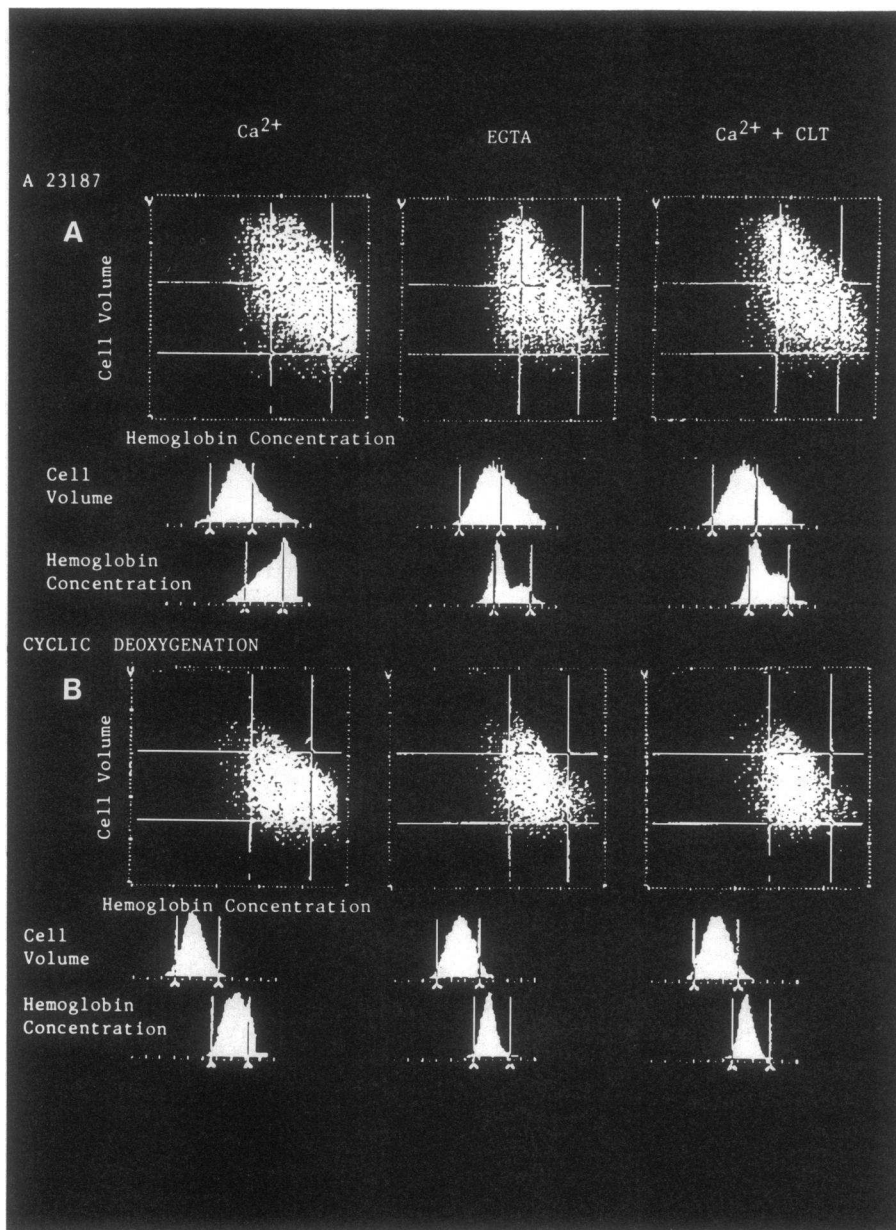 Ca2+ EGTA Ca2+ + CLT
A 23187
A
Cell Volume
Hemoglobin Concentration
Cell
Volume
Hemoglobin
Concentration
CYCLIC DEOXYGENATION
B
Cell Volume
Hemoglobin Concentration
Cell
Volume
Hemoglobin
Concentration